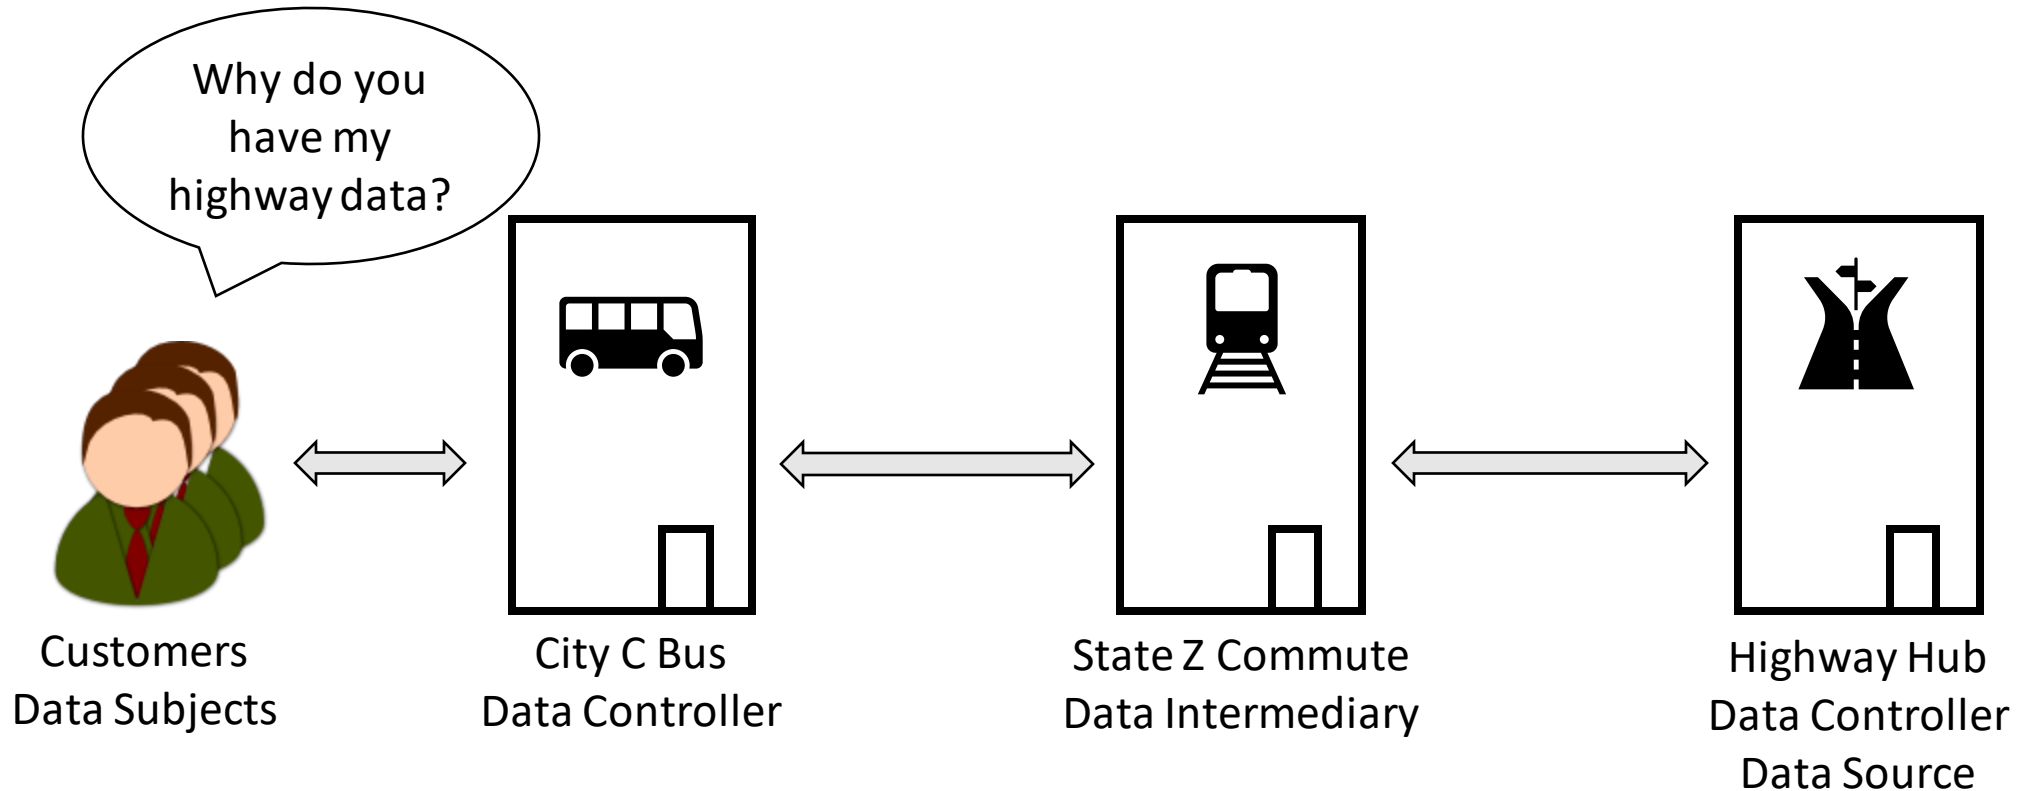 Why do you
have my
highway data?
Customers
Data Subjects
City C Bus
Data Controller
State Z Commute
Data Intermediary
Highway Hub
Data Controller
Data Source